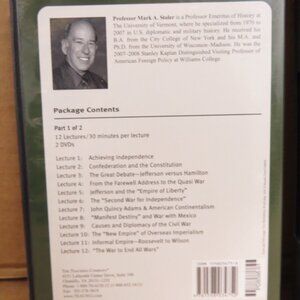 Professor Mark A. Stoler is a Professor Emeritus of History at
The University of Vermont, where he specialized from 1970 to
2007 in U.S. diplomatic and military history. He received his
B.A. from the City College of New York and his M.A. and
Ph.D. from the University of Wisconsin-Madison. He was the
2007-2008 Stanley Kaplan Distinguished Visiting Professor of
American Foreign Policy at Williams College.
Package Contents
Part 1 of 2
12 Lectures/30 minutes per lecture
2 DVDs
Lecture 1: Achieving Independence
Lecture 2: Confederation and the Constitution
Lecture 3: The Great Debate—Jefferson versus Hamilton
Lecture 4: From the Farewell Address to the Quasi War
Lecture 5: Jefferson and the "Empire of Liberty"
Lecture 6: The "Second War for Independence"
Lecture 7: John Quincy Adams & American Continentalism
Lecture 8: "Manifest Destiny" and War with Mexico
Lecture 9: Causes and Diplomacy of the Civil War
Lecture 10: The "New Empire" of Overseas Imperialism
Lecture 11: Informal Empire—Roosevelt to Wilson
Lecture 12: "The War to End All Wars"
The Teaching Company